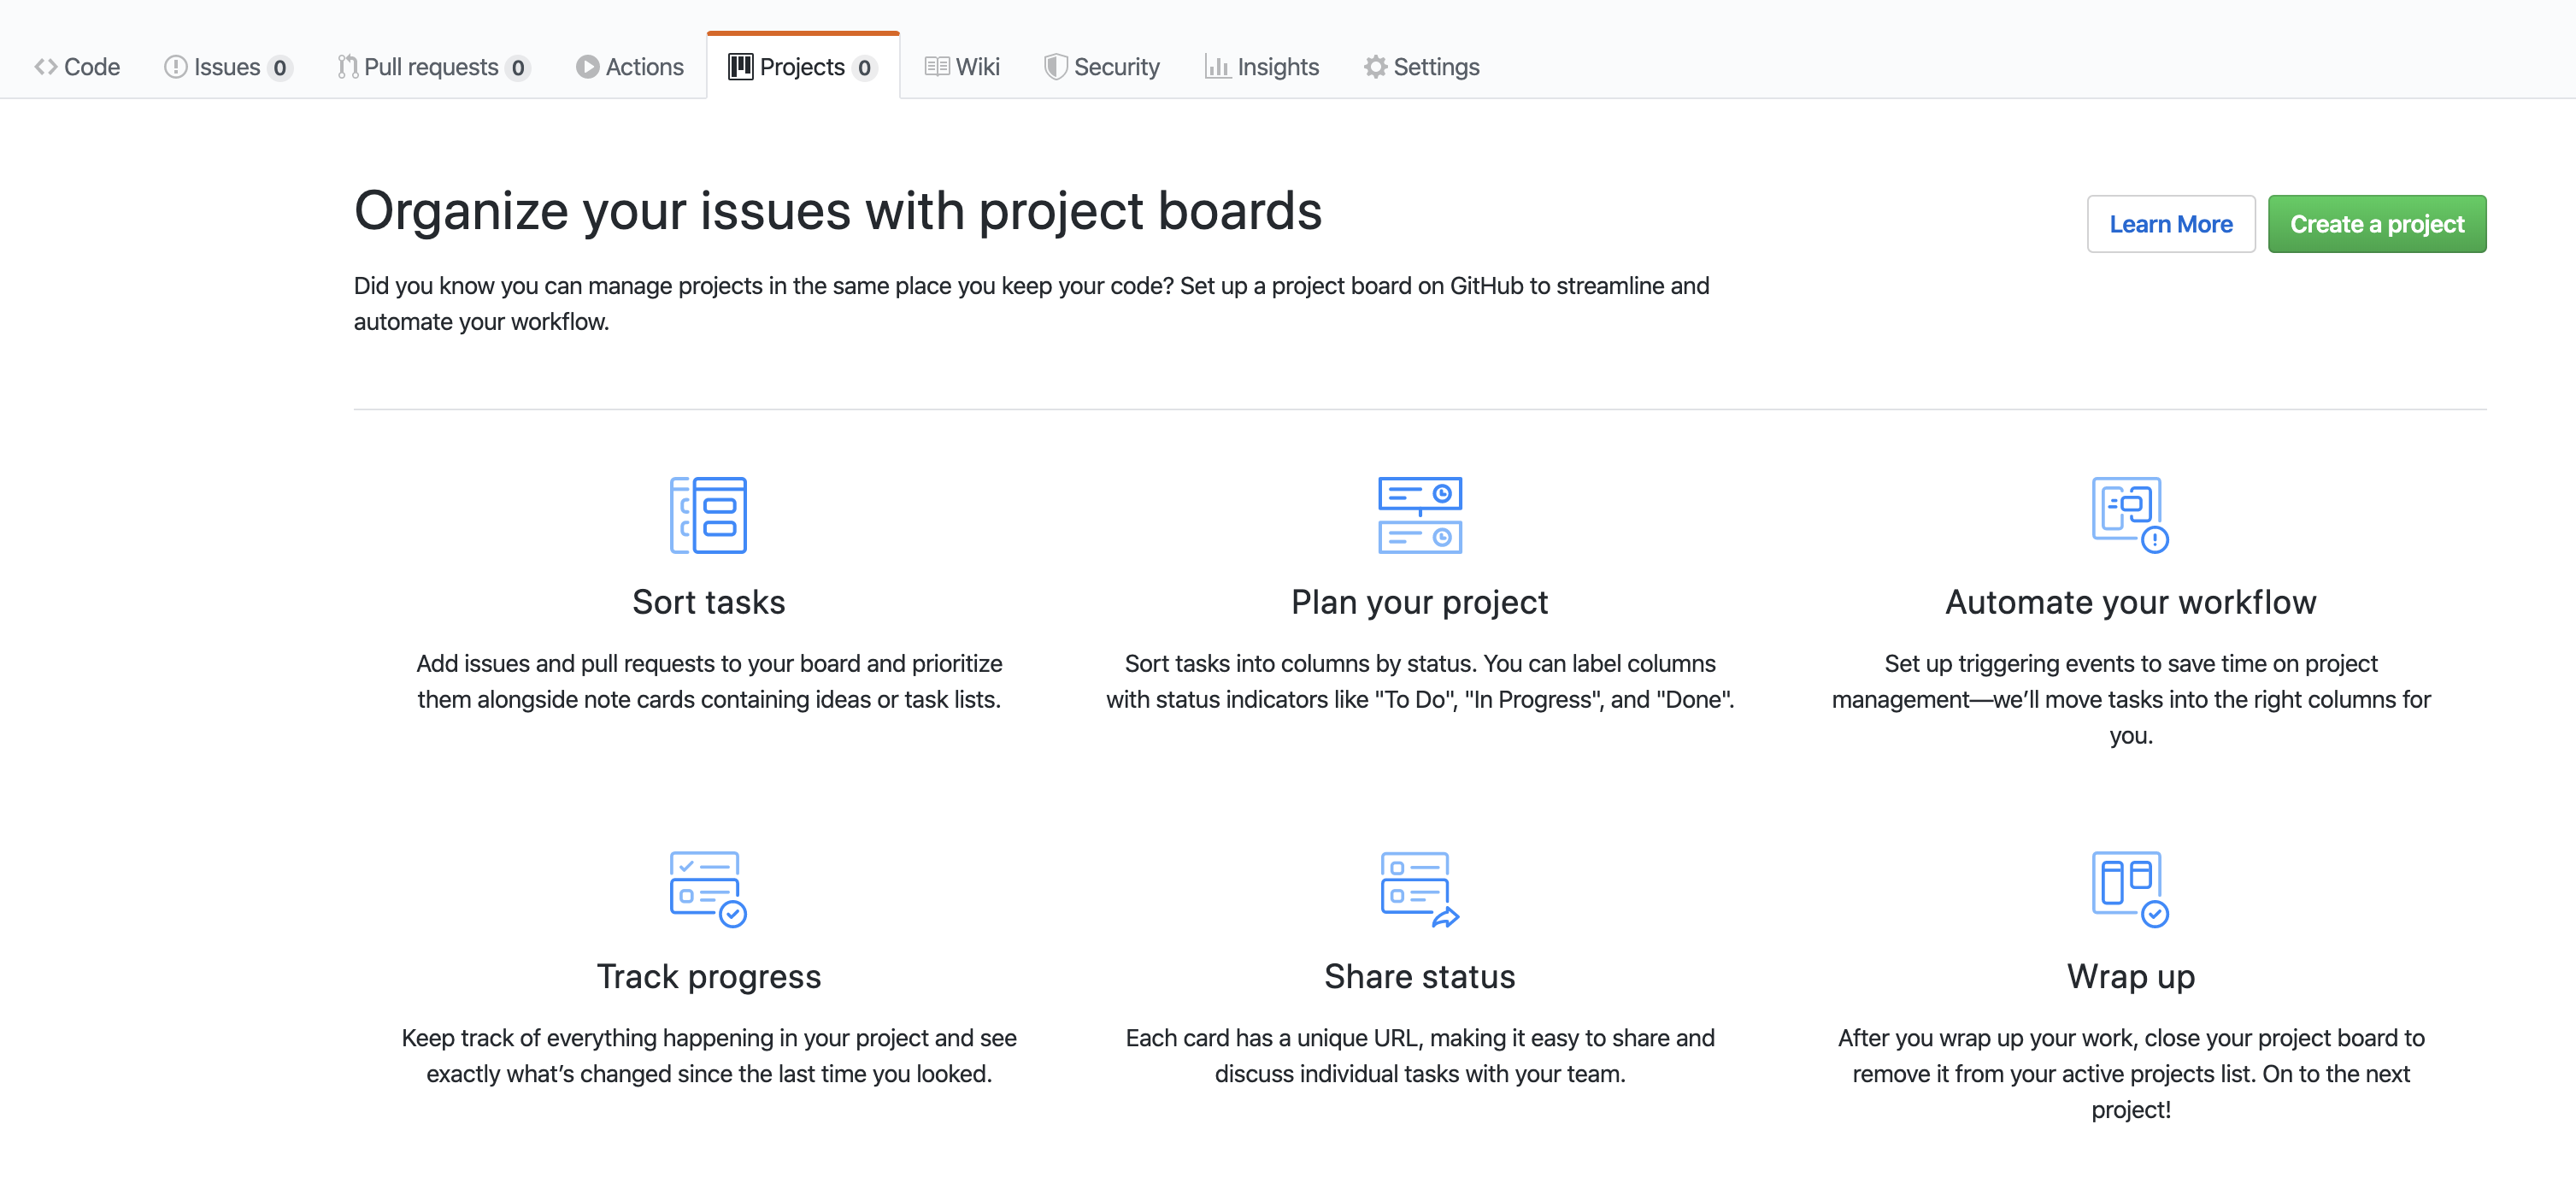 Code Issues 0 Pull requests 0 Actions Projects 0 Wiki Security Insights Settings
Organize your issues with project boards
Learn More Create a project
Did you know you can manage projects in the same place you keep your code? Set up a project board on GitHub to streamline and
automate your workflow.
Sort tasks
Add issues and pull requests to your board and prioritize
them alongside note cards containing ideas or task lists.
Plan your project
Sort tasks into columns by status. You can label columns
with status indicators like "To Do", "In Progress", and "Done".
Automate your workflow
Set up triggering events to save time on project
management—we’ll move tasks into the right columns for
you.
Track progress
Keep track of everything happening in your project and see
exactly what’s changed since the last time you looked.
Share status
Each card has a unique URL, making it easy to share and
discuss individual tasks with your team.
Wrap up
After you wrap up your work, close your project board to
remove it from your active projects list. On to the next
project!